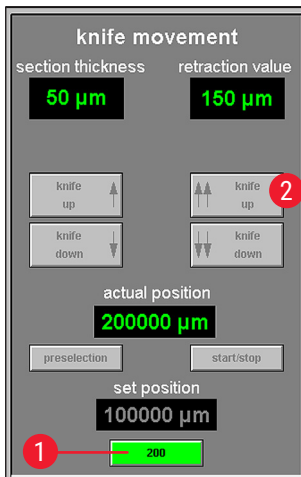 knife movement
section thickness retraction value
50 µm 150 µm
knife up knife up 2
knife down knife down
actual position
200000 µm
preselection start/stop
set position
100000 µm
1 200